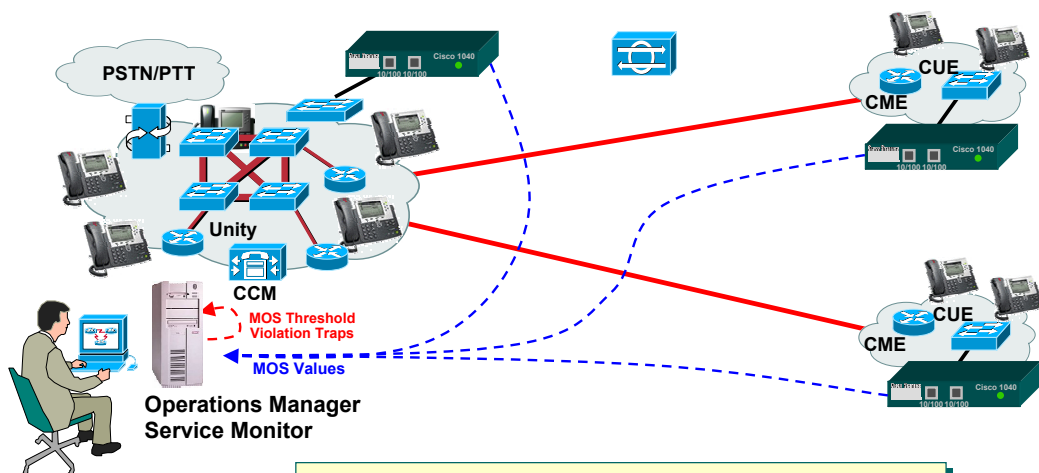 PSTN/PTT
Cisco 1040
10/100 10/100
CUE
CME
Cisco 1040
10/100 10/100
Unity
CCM
MOS Threshold
Violation Traps
MOS Values
Operations Manager
Service Monitor
CUE
CME
Cisco 1040
10/100 10/100